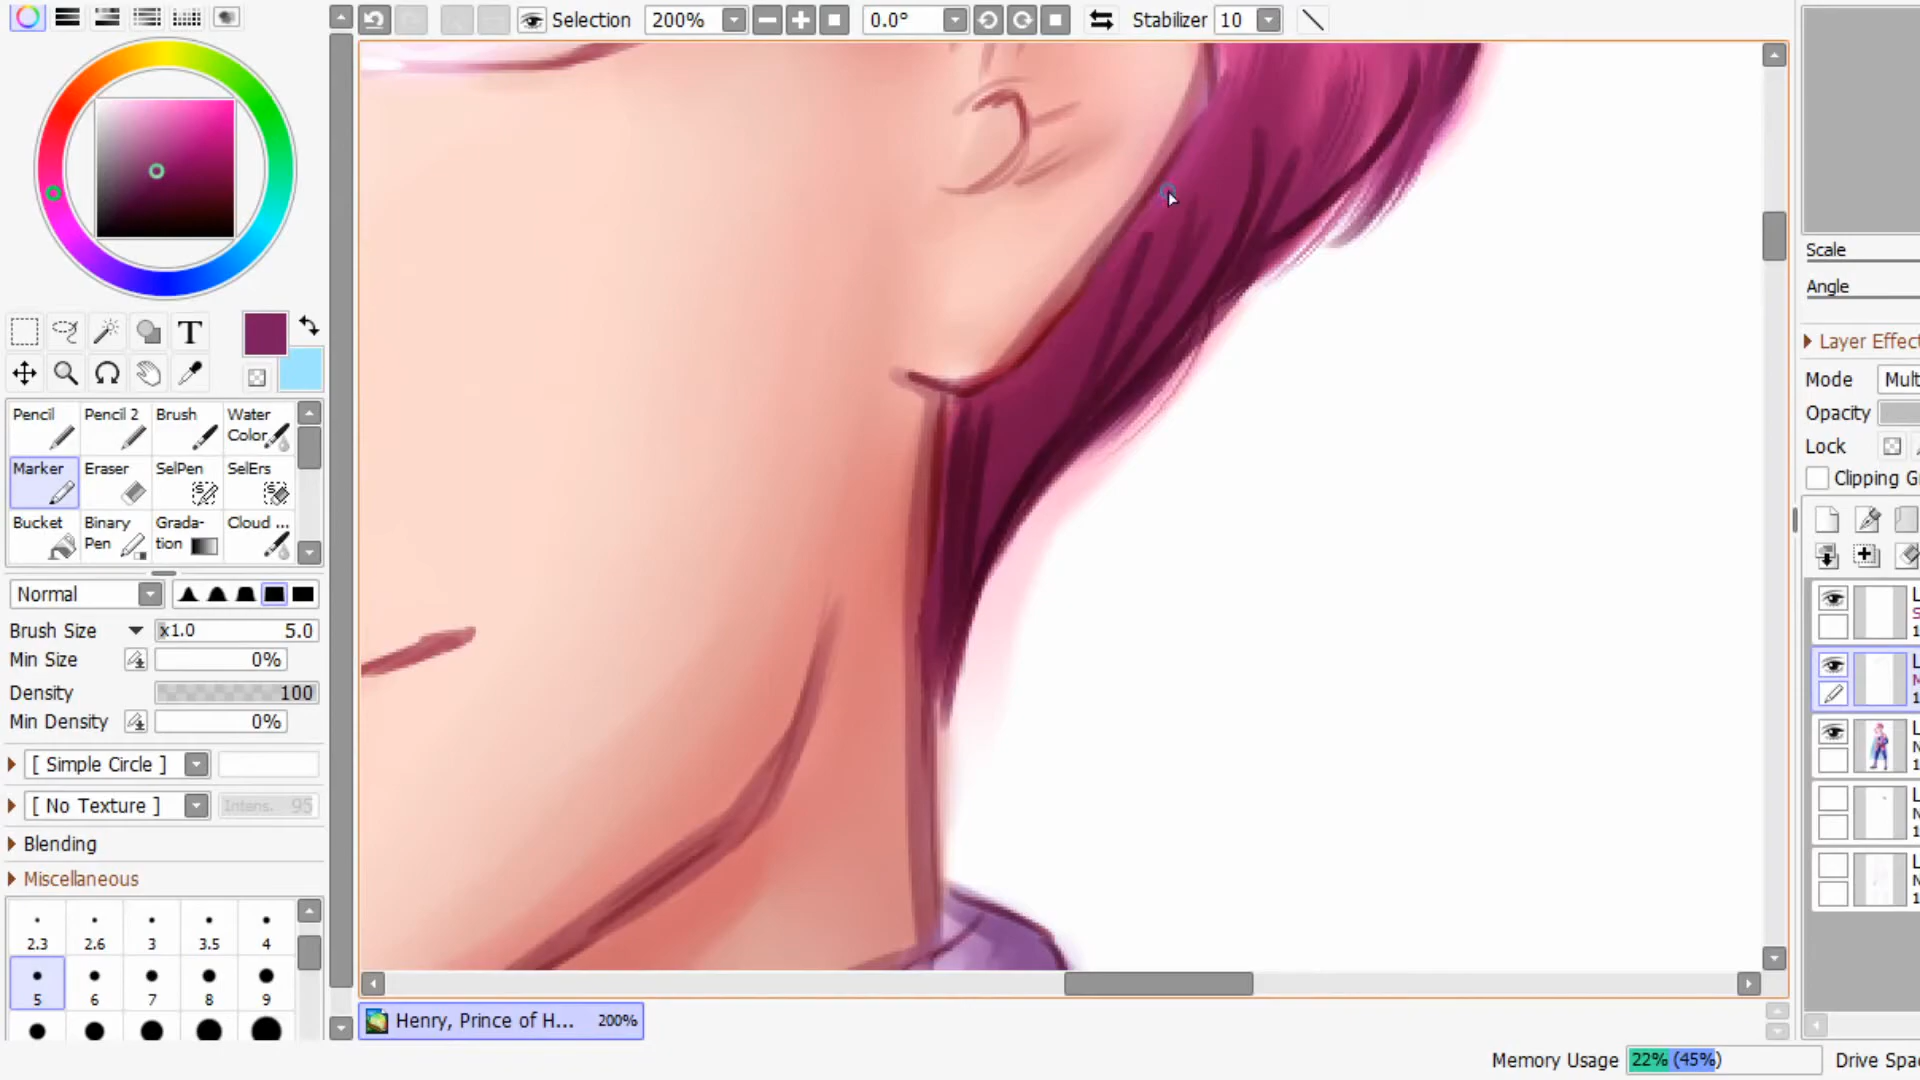 Selection 200% 0.0° Stabilizer 10
T
Pencil Pencil 2 Brush Water Color
Marker Eraser SelPen SelErs
Bucket Binary Pen Grada-tion Cloud ...
Normal
Brush Size x1.0 5.0
Min Size 0%
Density 100
Min Density 0%
[ Simple Circle ]
[ No Texture ] Intens. 95
Blending
Miscellaneous
2.3 2.6 3 3.5 4
5 6 7 8 9
Henry, Prince of H... 200%
Memory Usage 22% (45%) Drive Spac
Scale
Angle
Layer Effect
Mode Mult
Opacity
Lock
Clipping G